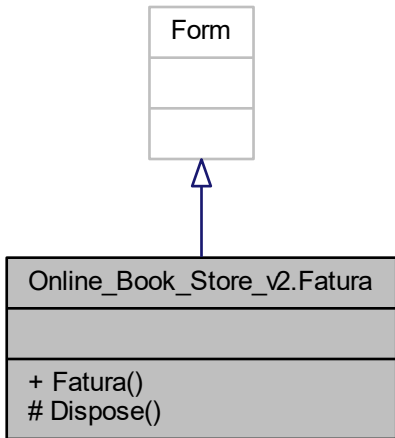 Form
Online_Book_Store_v2.Fatura
+ Fatura()
# Dispose()